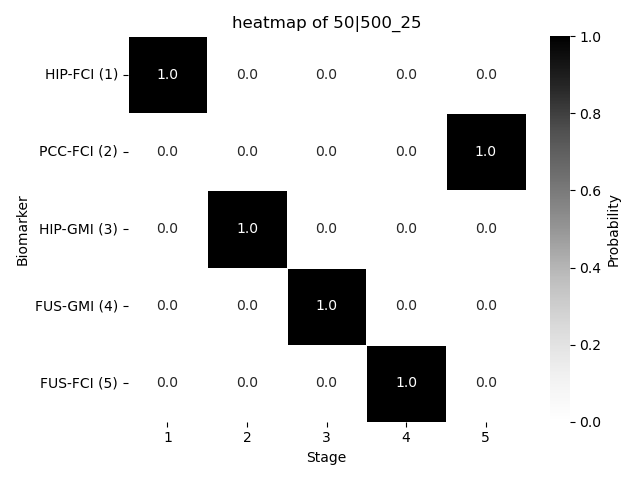 heatmap of 50|500_25
HIP-FCI (1) 1.0 0.0 0.0 0.0 0.0
PCC-FCI (2) 0.0 0.0 0.0 0.0 1.0
HIP-GMI (3) 0.0 1.0 0.0 0.0 0.0
FUS-GMI (4) 0.0 0.0 1.0 0.0 0.0
FUS-FCI (5) 0.0 0.0 0.0 1.0 0.0
Biomarker
1 2 3 4 5
Stage
1.0
0.8
0.6
0.4
0.2
0.0
Probability